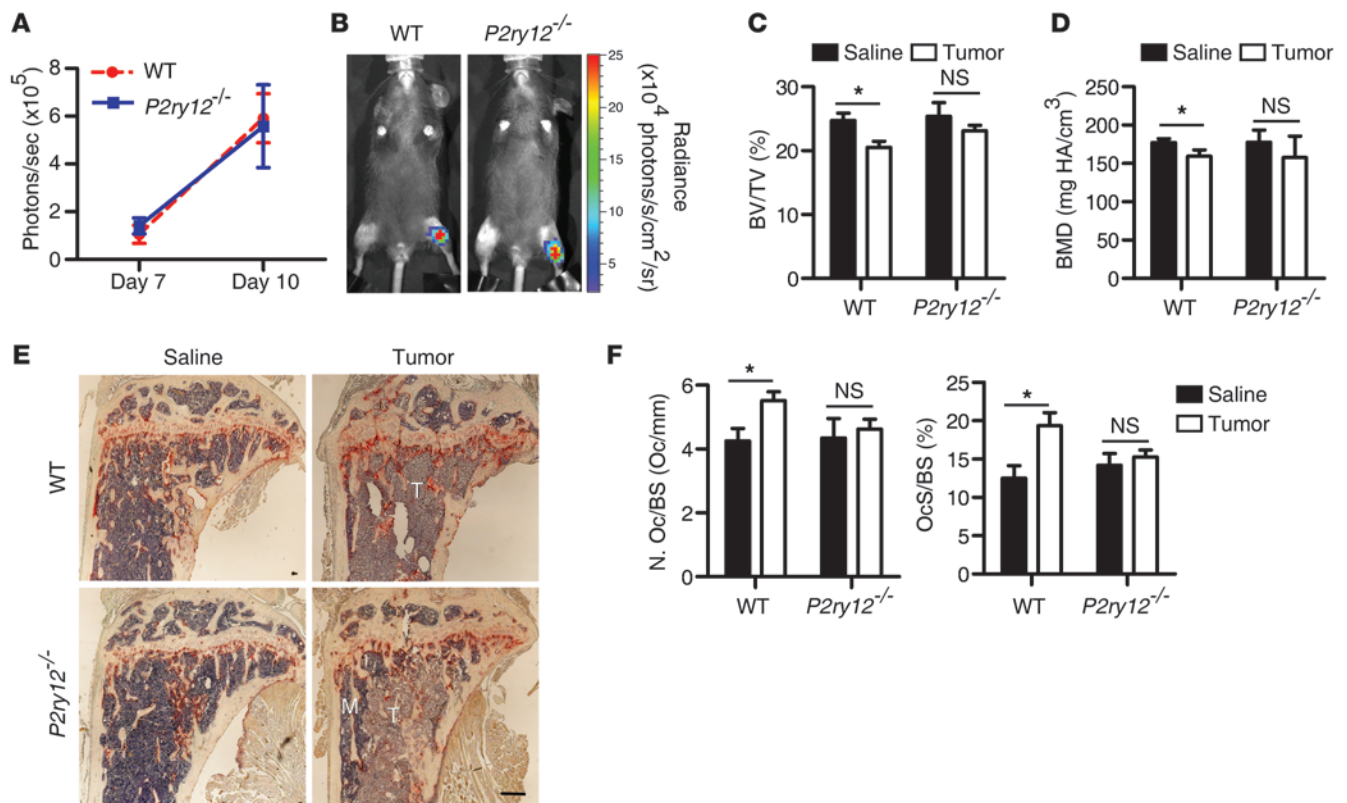 A
Photons/sec (x10^5)
8
6
4
2
0
WT
P2ry12-/-
Day 7
Day 10
B
WT
P2ry12-/-
25
20
15
10
5
Radiance
(x10^4 photons/s/cm^2/sr)
C
Saline
Tumor
BV/TV (%)
30
20
10
0
*
NS
WT
P2ry12-/-
D
Saline
Tumor
BMD (mg HA/cm^3)
250
200
150
100
50
0
*
NS
WT
P2ry12-/-
E
Saline
Tumor
WT
T
P2ry12-/-
M
T
F
N. Oc/BS (Oc/mm)
6
4
2
0
*
NS
WT
P2ry12-/-
OcS/BS (%)
25
20
15
10
5
0
*
NS
WT
P2ry12-/-
Saline
Tumor